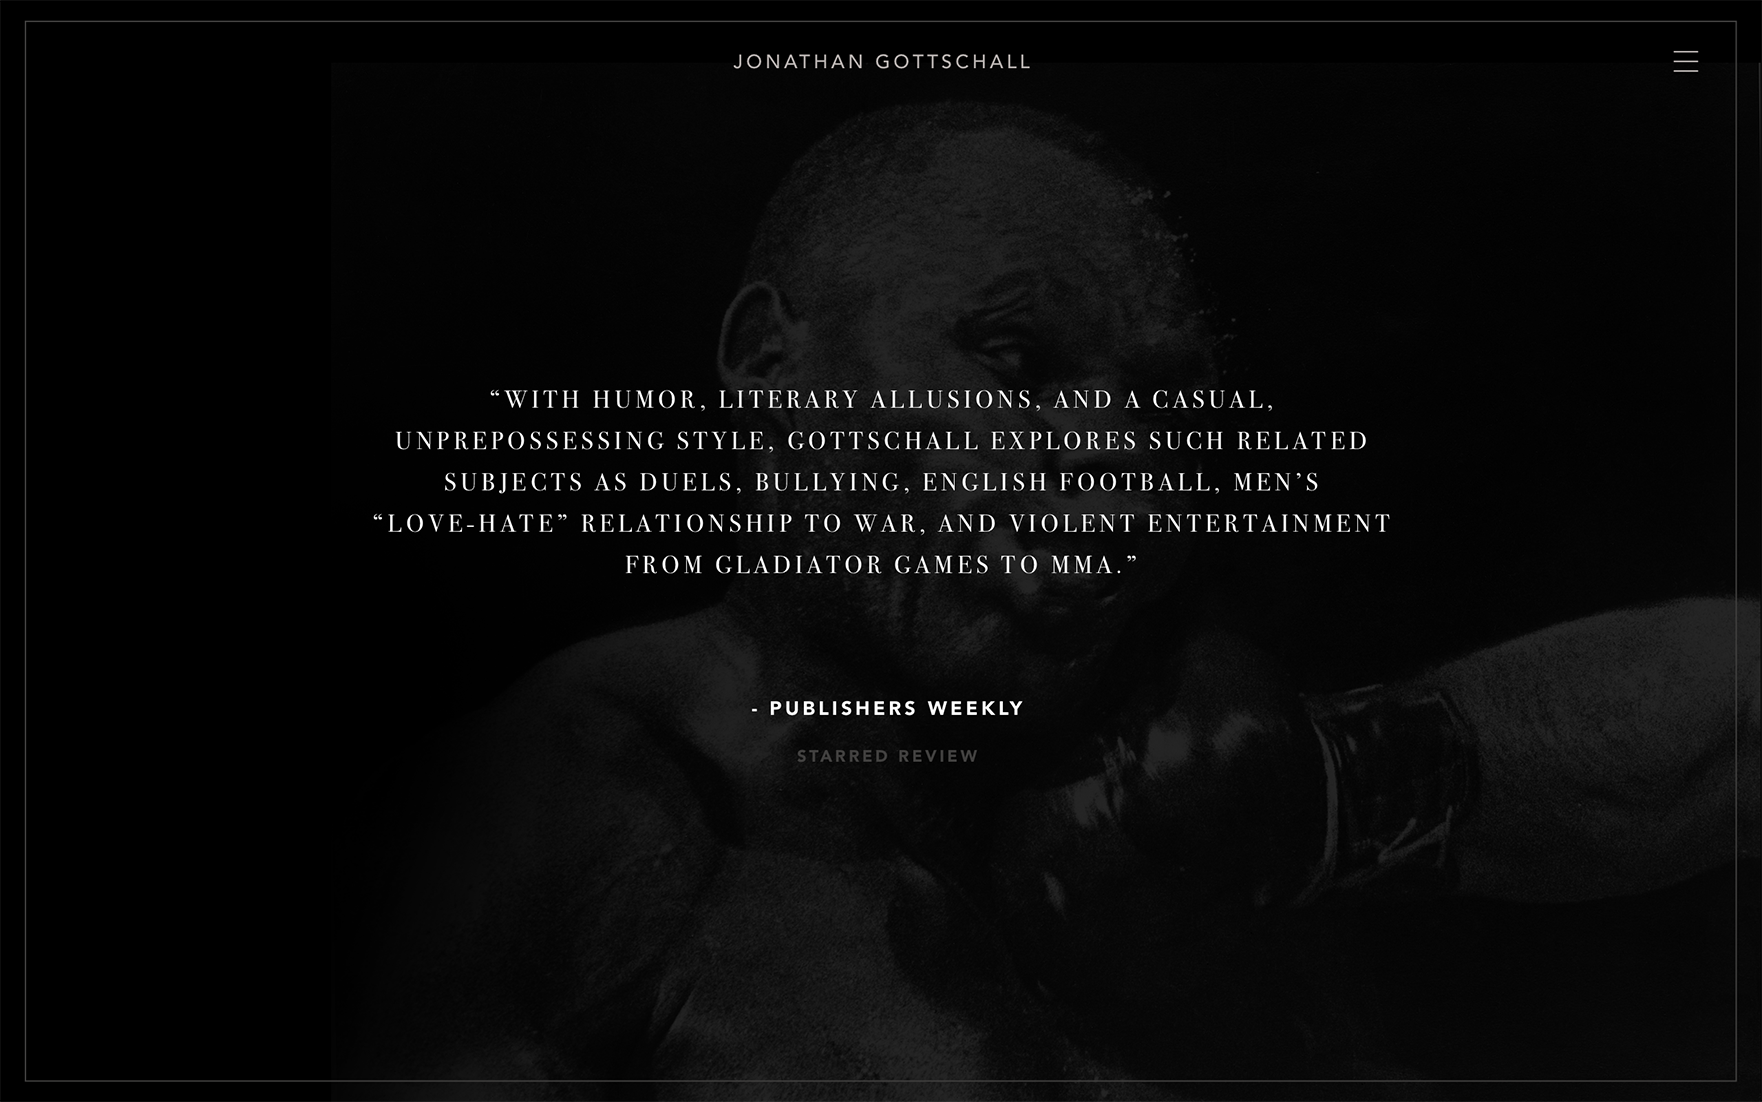 JONATHAN GOTTSCHALL
“WITH HUMOR, LITERARY ALLUSIONS, AND A CASUAL,
UNPREPOSSESSING STYLE, GOTTSCHALL EXPLORES SUCH RELATED
SUBJECTS AS DUELS, BULLYING, ENGLISH FOOTBALL, MEN’S
“LOVE-HATE” RELATIONSHIP TO WAR, AND VIOLENT ENTERTAINMENT
FROM GLADIATOR GAMES TO MMA.”
- PUBLISHERS WEEKLY
STARRED REVIEW